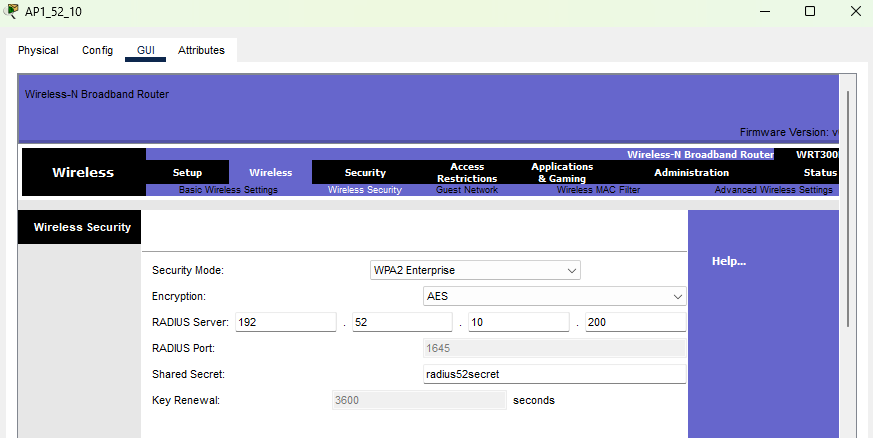 AP1_52_10
Physical Config GUI Attributes
Wireless-N Broadband Router
Firmware Version: v
Wireless-N Broadband Router WRT300
Wireless
Setup Wireless Security Access Restrictions Applications & Gaming Administration Status
Basic Wireless Settings Wireless Security Guest Network Wireless MAC Filter Advanced Wireless Settings
Wireless Security
Help...
Security Mode: WPA2 Enterprise
Encryption: AES
RADIUS Server: 192 . 52 . 10 . 200
RADIUS Port: 1645
Shared Secret: radius52secret
Key Renewal: 3600 seconds